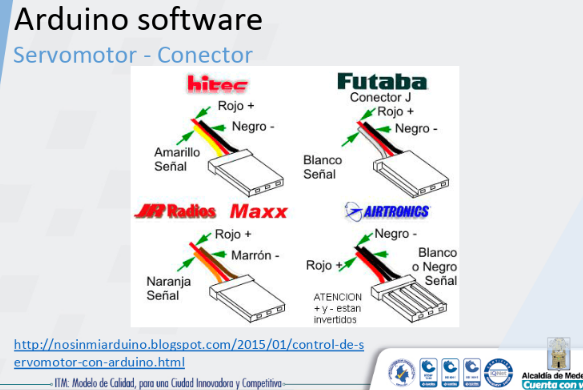 Arduino software
Servomotor - Conector
hitec
Rojo +
Negro -
Amarillo
Señal
Futaba
Conector J
Rojo +
Negro -
Blanco
Señal
JR Radios Maxx
Rojo +
Marrón -
Naranja
Señal
AIRTRONICS
Negro -
Rojo +
Blanco
o Negro
Señal
ATENCION
+ y - estan
invertidos
http://nosinmiarduino.blogspot.com/2015/01/control-de-s
ervomotor-con-arduino.html
ITM: Modelo de Calidad, para una Ciudad Innovadora y Competitiva
Alcaldía de Mede
Cuenta con v